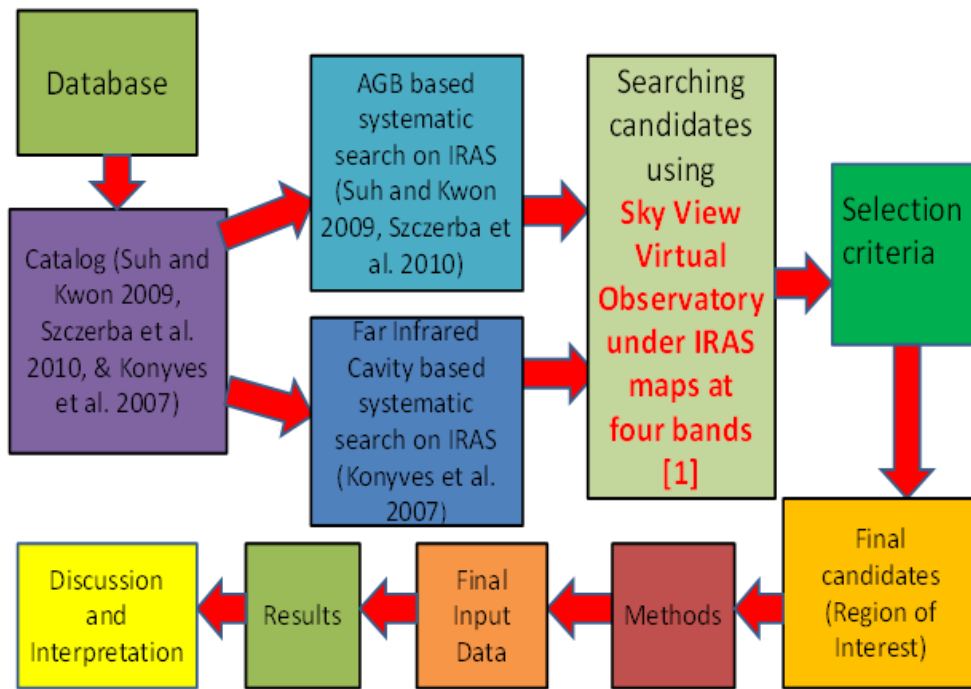 Database
Catalog (Suh and
Kwon 2009,
Szczerba et al.
2010, & Konyves
et al. 2007)
AGB based
systematic
search on IRAS
(Suh and Kwon
2009, Szczerba et
al. 2010)
Far Infrared
Cavity based
systematic
search on IRAS
(Konyves et al.
2007)
Searching
candidates
using
Sky View
Virtual
Observatory
under IRAS
maps at
four bands
[1]
Selection
criteria
Final
candidates
(Region of
Interest)
Methods
Final
Input
Data
Results
Discussion
and
Interpretation